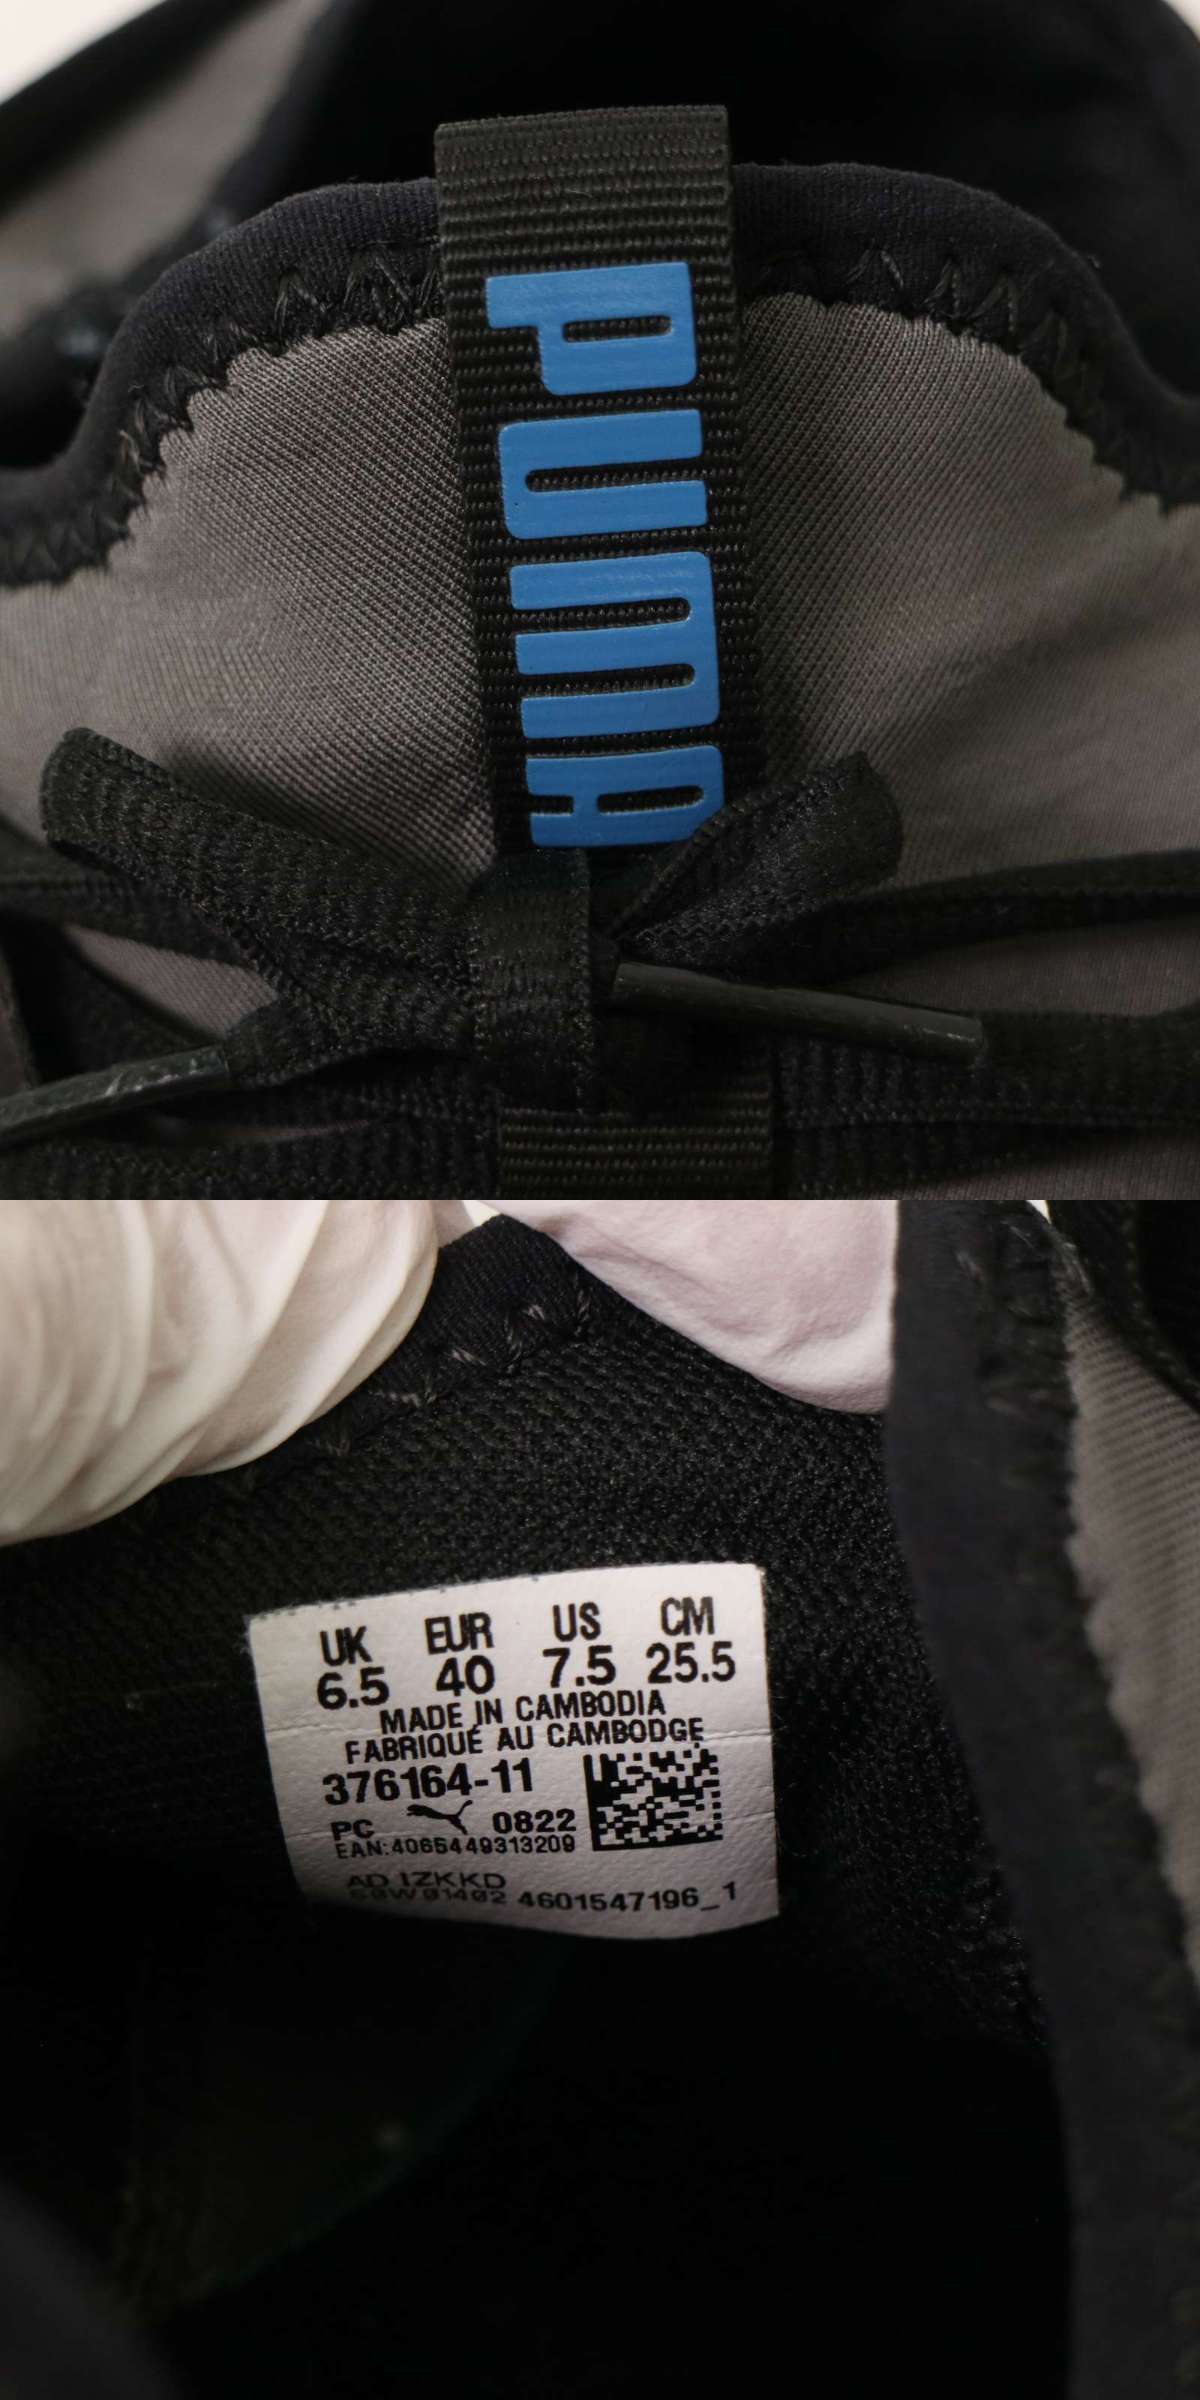 PUMA
UK EUR US CM
6.5 40 7.5 25.5
MADE IN CAMBODIA
FABRIQUÉ AU CAMBODGE
376164-11
PC 0822
EAN:4065449313209
AD IZKKD
4601547196_1